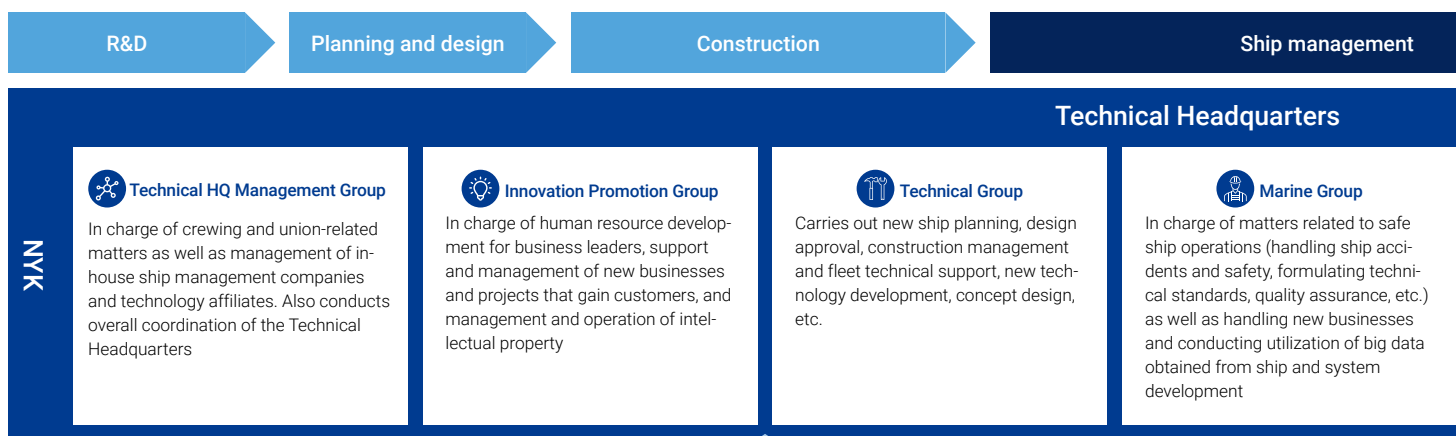 R&D
Planning and design
Construction
Ship management
Technical Headquarters
NYK
Technical HQ Management Group
In charge of crewing and union-related
matters as well as management of in-
house ship management companies
and technology affiliates. Also conducts
overall coordination of the Technical
Headquarters
Innovation Promotion Group
In charge of human resource develop-
ment for business leaders, support
and management of new businesses
and projects that gain customers, and
management and operation of intel-
lectual property
Technical Group
Carries out new ship planning, design
approval, construction management
and fleet technical support, new tech-
nology development, concept design,
etc.
Marine Group
In charge of matters related to safe
ship operations (handling ship acci-
dents and safety, formulating techni-
cal standards, quality assurance, etc.)
as well as handling new businesses
and conducting utilization of big data
obtained from ship and system
development